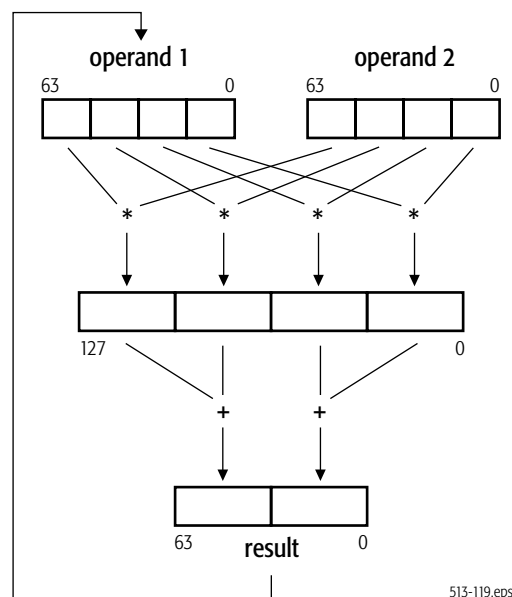 operand 1 operand 2
63 0 63 0
* * * *
127 0
+ +
63 result 0
513-119.eps